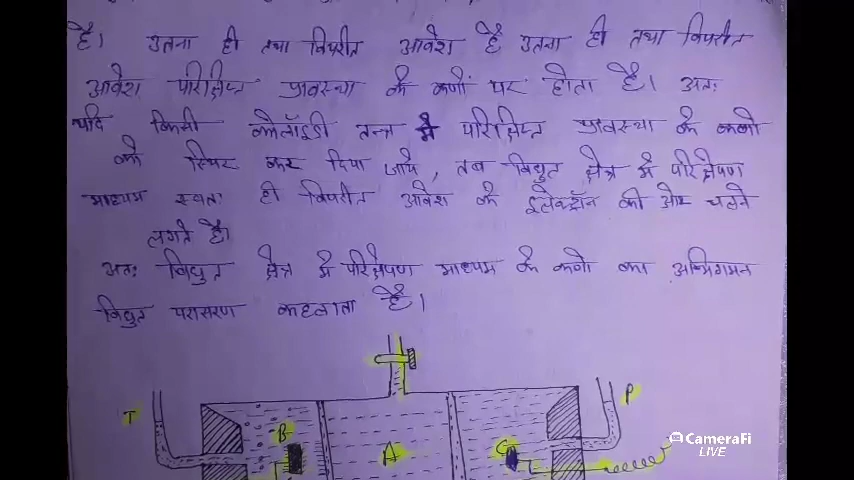 है। उतना ही तथा विपरीत आवेश है उतना ही तथा विपरीत
आवेश परिक्षिप्त प्रावस्था के कणों पर होता है। अतः
यदि किसी कोलॉइडी तन्त्र मे परिक्षिप्त प्रावस्था के कणो
को स्थिर कर दिया जाये, तब विद्युत क्षेत्र मे परिक्षेपण
माध्यम स्वतः ही विपरीत आवेश के इलेक्ट्रॉन की ओर चलने
लगते है।
अतः विद्युत क्षेत्र मे परिक्षेपण माध्यम के कणो का अभिगमन
विद्युत परासरण कहलाता है।
T
P
B
A
C
CameraFi
LIVE